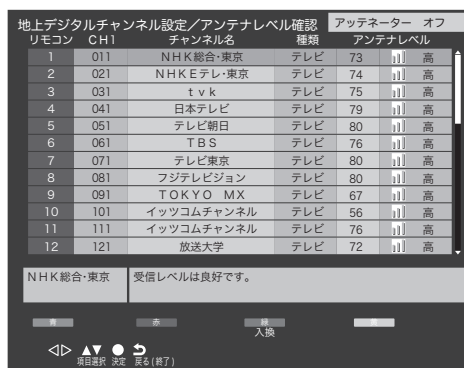 地上デジタルチャンネル設定／アンテナレベル確認 アッテネーター オフ
リモコン CH1 チャンネル名 種類 アンテナレベル
1 011 NHK総合・東京 テレビ 73 高
2 021 NHKEテレ・東京 テレビ 74 高
3 031 tvk テレビ 75 高
4 041 日本テレビ テレビ 79 高
5 051 テレビ朝日 テレビ 80 高
6 061 TBS テレビ 76 高
7 071 テレビ東京 テレビ 80 高
8 081 フジテレビジョン テレビ 80 高
9 091 TOKYO MX テレビ 67 高
10 101 イッツコムチャンネル テレビ 56 高
11 111 イッツコムチャンネル テレビ 76 高
12 121 放送大学 テレビ 72 高
NHK総合・東京 受信レベルは良好です。
青 赤 緑
入換
項目選択 決定 戻る(終了)